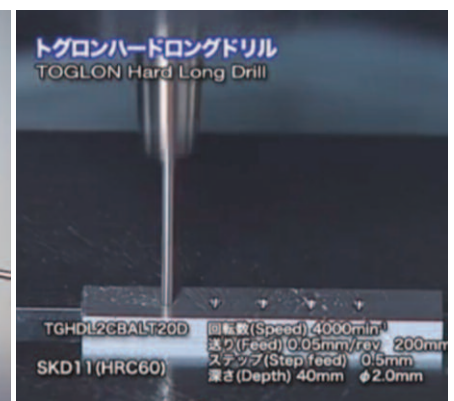 トグロンハードロングドリル
TOGLON Hard Long Drill
TGHDL2CBALT20D
SKD11(HRC60)
回転数(Speed) 4000min⁻¹
送り(Feed) 0.05mm/rev 200mm
ステップ(Step feed) 0.5mm
深さ(Depth) 40mm φ2.0mm